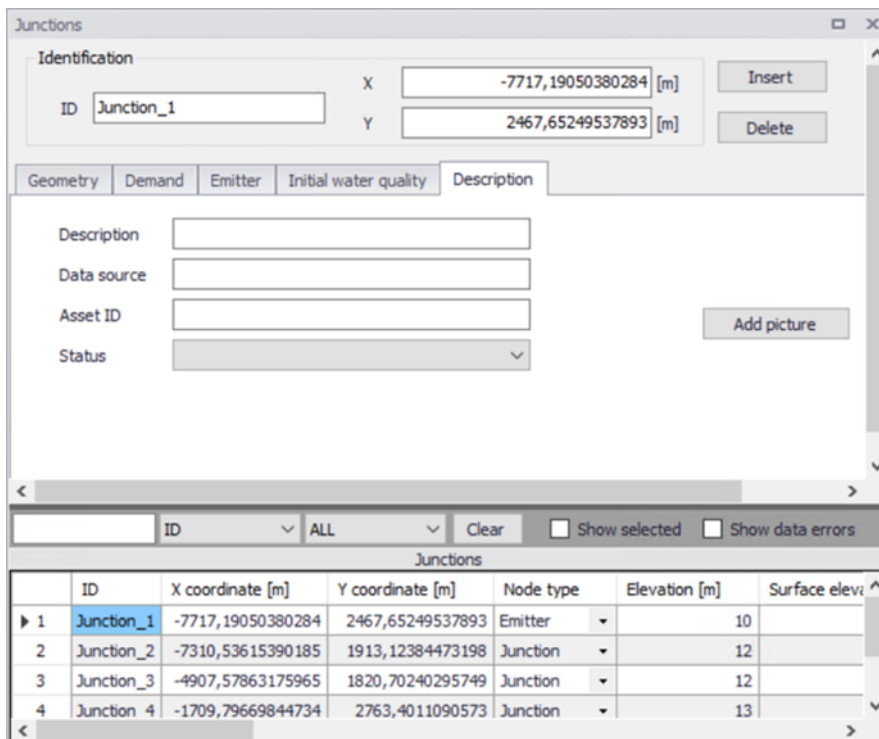 Junctions
Identification
ID Junction_1
X -7717,19050380284 [m]
Y 2467,65249537893 [m]
Insert
Delete
Geometry Demand Emitter Initial water quality Description
Description
Data source
Asset ID
Status
Add picture
ID ALL Clear Show selected Show data errors
Junctions
ID X coordinate [m] Y coordinate [m] Node type Elevation [m] Surface eleva
1 Junction_1 -7717,19050380284 2467,65249537893 Emitter 10
2 Junction_2 -7310,53615390185 1913,12384473198 Junction 12
3 Junction_3 -4907,57863175965 1820,70240295749 Junction 12
4 Junction_4 -1709,79669844734 2763,4011090573 Junction 13